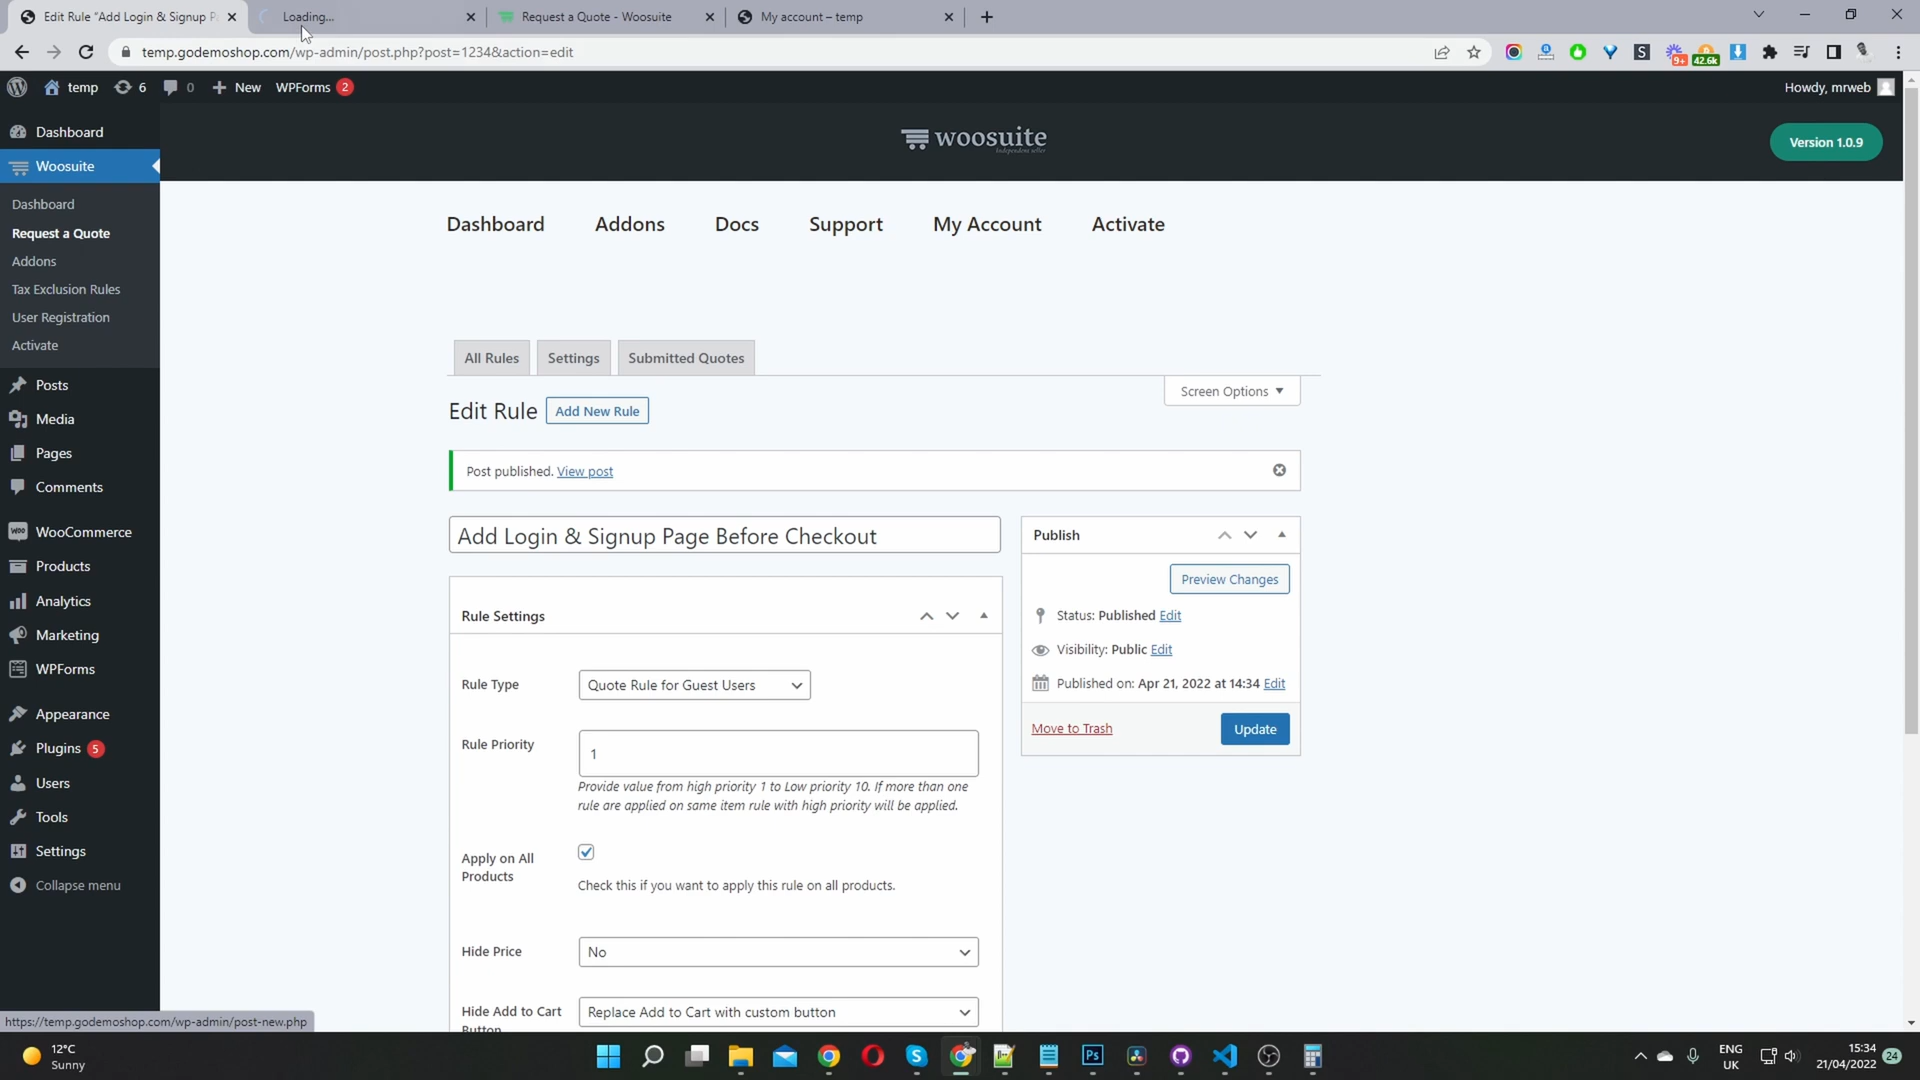 Edit Rule "Add Login & Signup P
Loading...
Request a Quote - Woosuite
My account – temp
temp.godemoshop.com/wp-admin/post.php?post=1234&action=edit
9+
42.6k
temp
6
0
New
WPForms 2
Howdy, mrweb
Dashboard
Woosuite
Dashboard
Request a Quote
Addons
Tax Exclusion Rules
User Registration
Activate
Posts
Media
Pages
Comments
WooCommerce
Products
Analytics
Marketing
WPForms
Appearance
Plugins 5
Users
Tools
Settings
Collapse menu
woosuite
Independent seller
Version 1.0.9
Dashboard Addons Docs Support My Account Activate
All Rules Settings Submitted Quotes
Screen Options
Edit Rule Add New Rule
Post published. View post
Add Login & Signup Page Before Checkout
Rule Settings
Rule Type Quote Rule for Guest Users
Rule Priority 1
Provide value from high priority 1 to Low priority 10. If more than one
rule are applied on same item rule with high priority will be applied.
Apply on All
Products
Check this if you want to apply this rule on all products.
Hide Price No
Hide Add to Cart Replace Add to Cart with custom button
Button
Publish
Preview Changes
Status: Published Edit
Visibility: Public Edit
Published on: Apr 21, 2022 at 14:34 Edit
Move to Trash Update
https://temp.godemoshop.com/wp-admin/post-new.php
12°C
Sunny
Ps
ENG
UK
15:34
21/04/2022
24